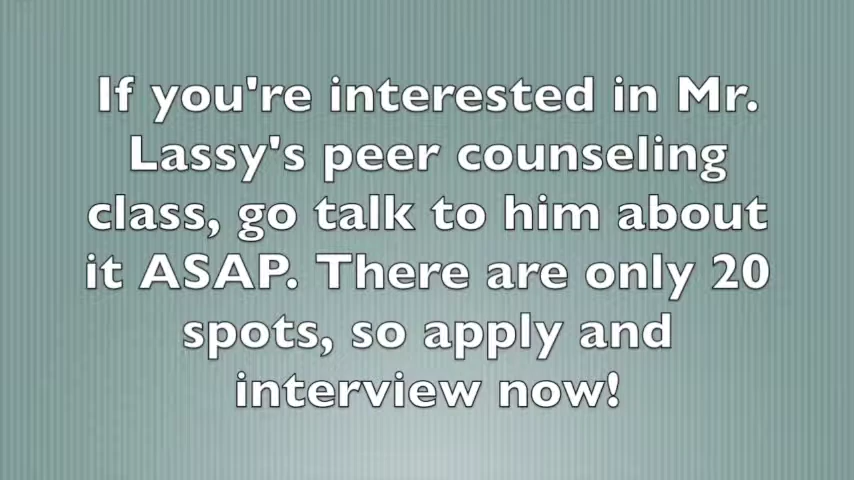 If you're interested in Mr.
Lassy's peer counseling
class, go talk to him about
it ASAP. There are only 20
spots, so apply and
interview now!